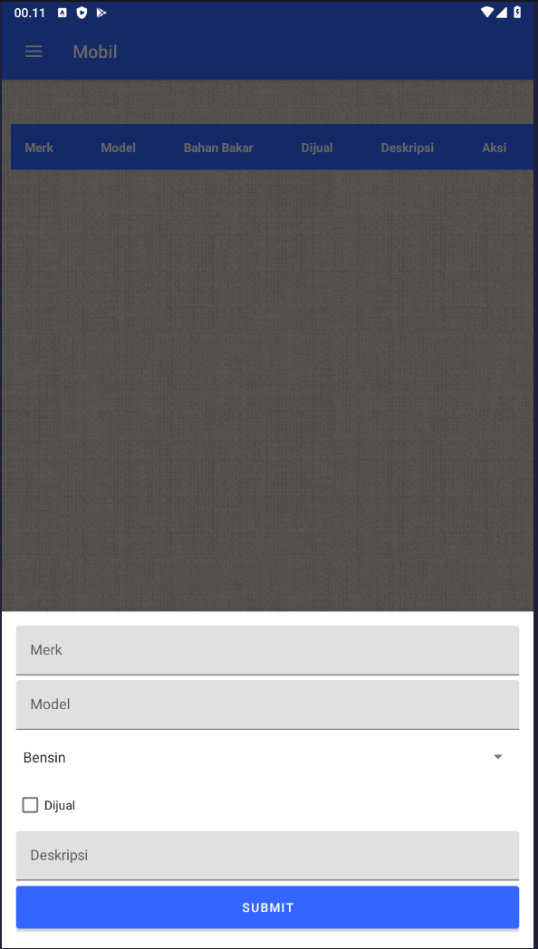 00.11
Mobil
Merk Model Bahan Bakar Dijual Deskripsi Aksi
Merk
Model
Bensin
Dijual
Deskripsi
SUBMIT